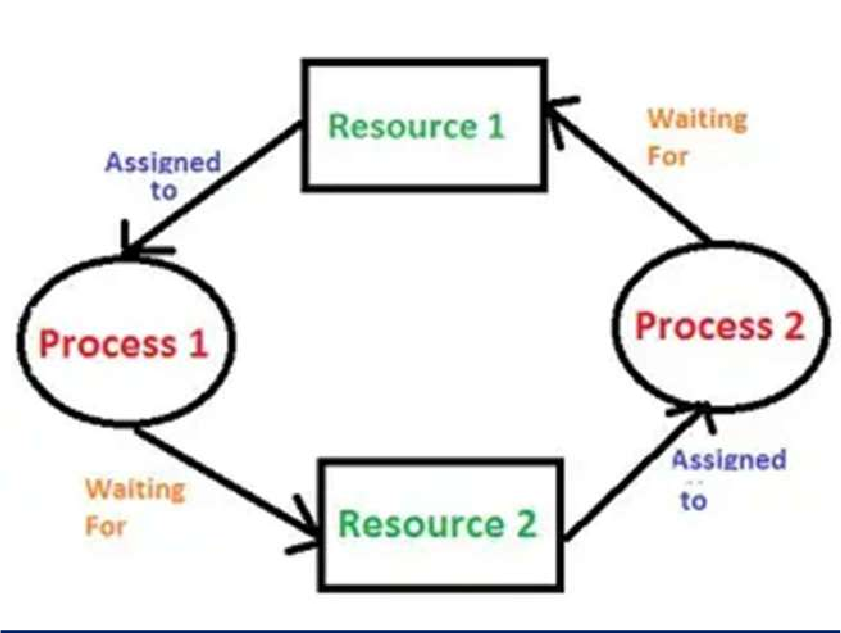 Resource 1
Waiting
For
Assigned
to
Process 1
Process 2
Waiting
For
Resource 2
Assigned
to